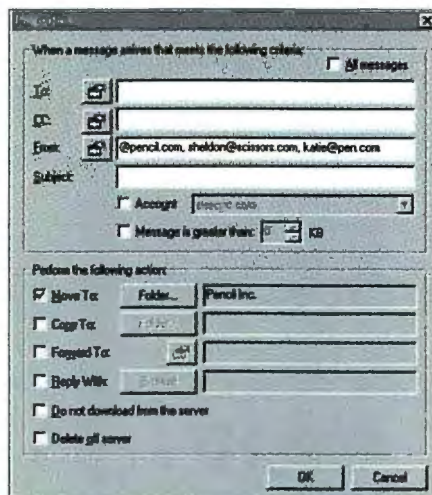 When a message arrives that meets the following criteria:
All messages
To:
CC:
From: @pencil.com, sheldon@scissors.com, katie@pen.com
Subject:
Account
Message is greater than: KB
Perform the following action:
Move To: Folder... Pencil Inc.
Copy To:
Forward To:
Reply With:
Do not download from the server
Delete off server
OK Cancel